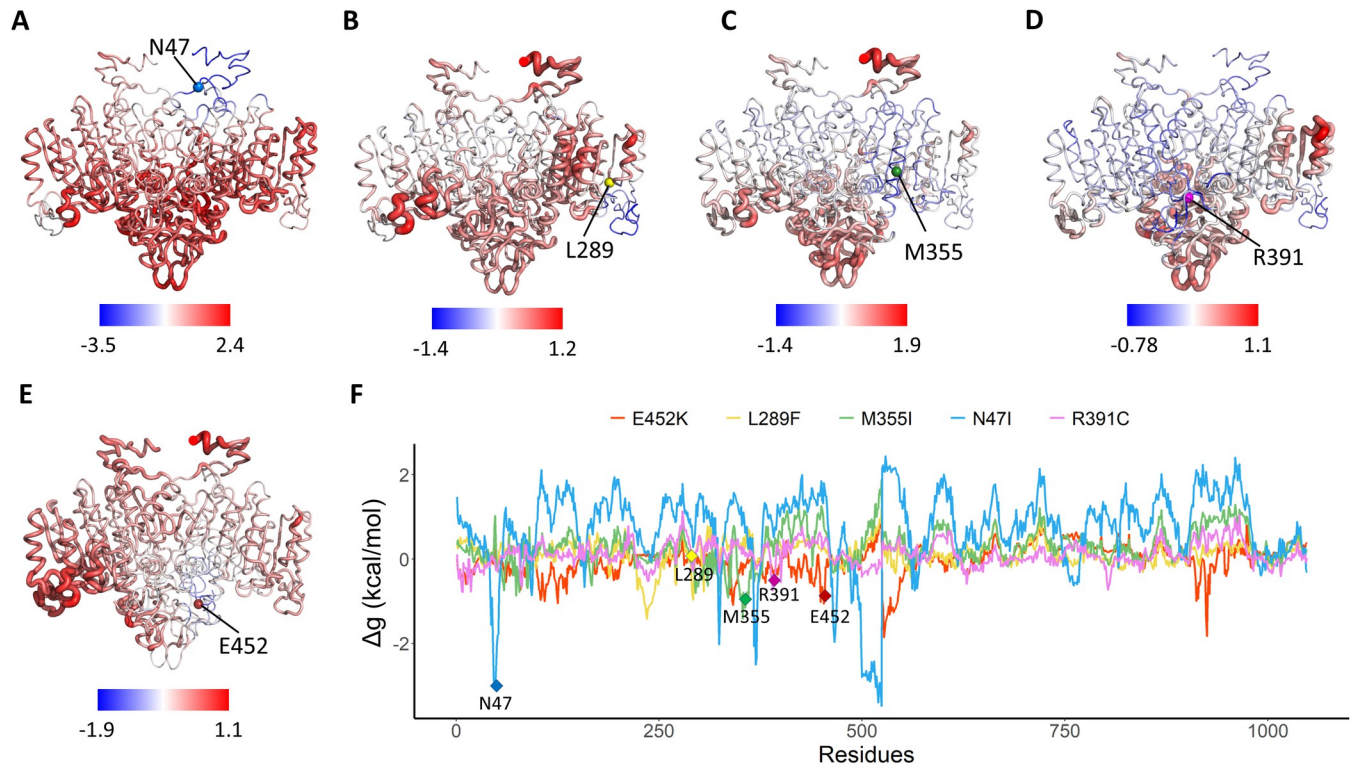 A
B
C
D
N47
L289
M355
R391
-3.5 2.4
-1.4 1.2
-1.4 1.9
-0.78 1.1
E
F
E452K L289F M355I N47I R391C
E452
-1.9 1.1
Δg (kcal/mol)
2
0
-2
L289
M355
R391
E452
N47
0 250 500 750 1000
Residues